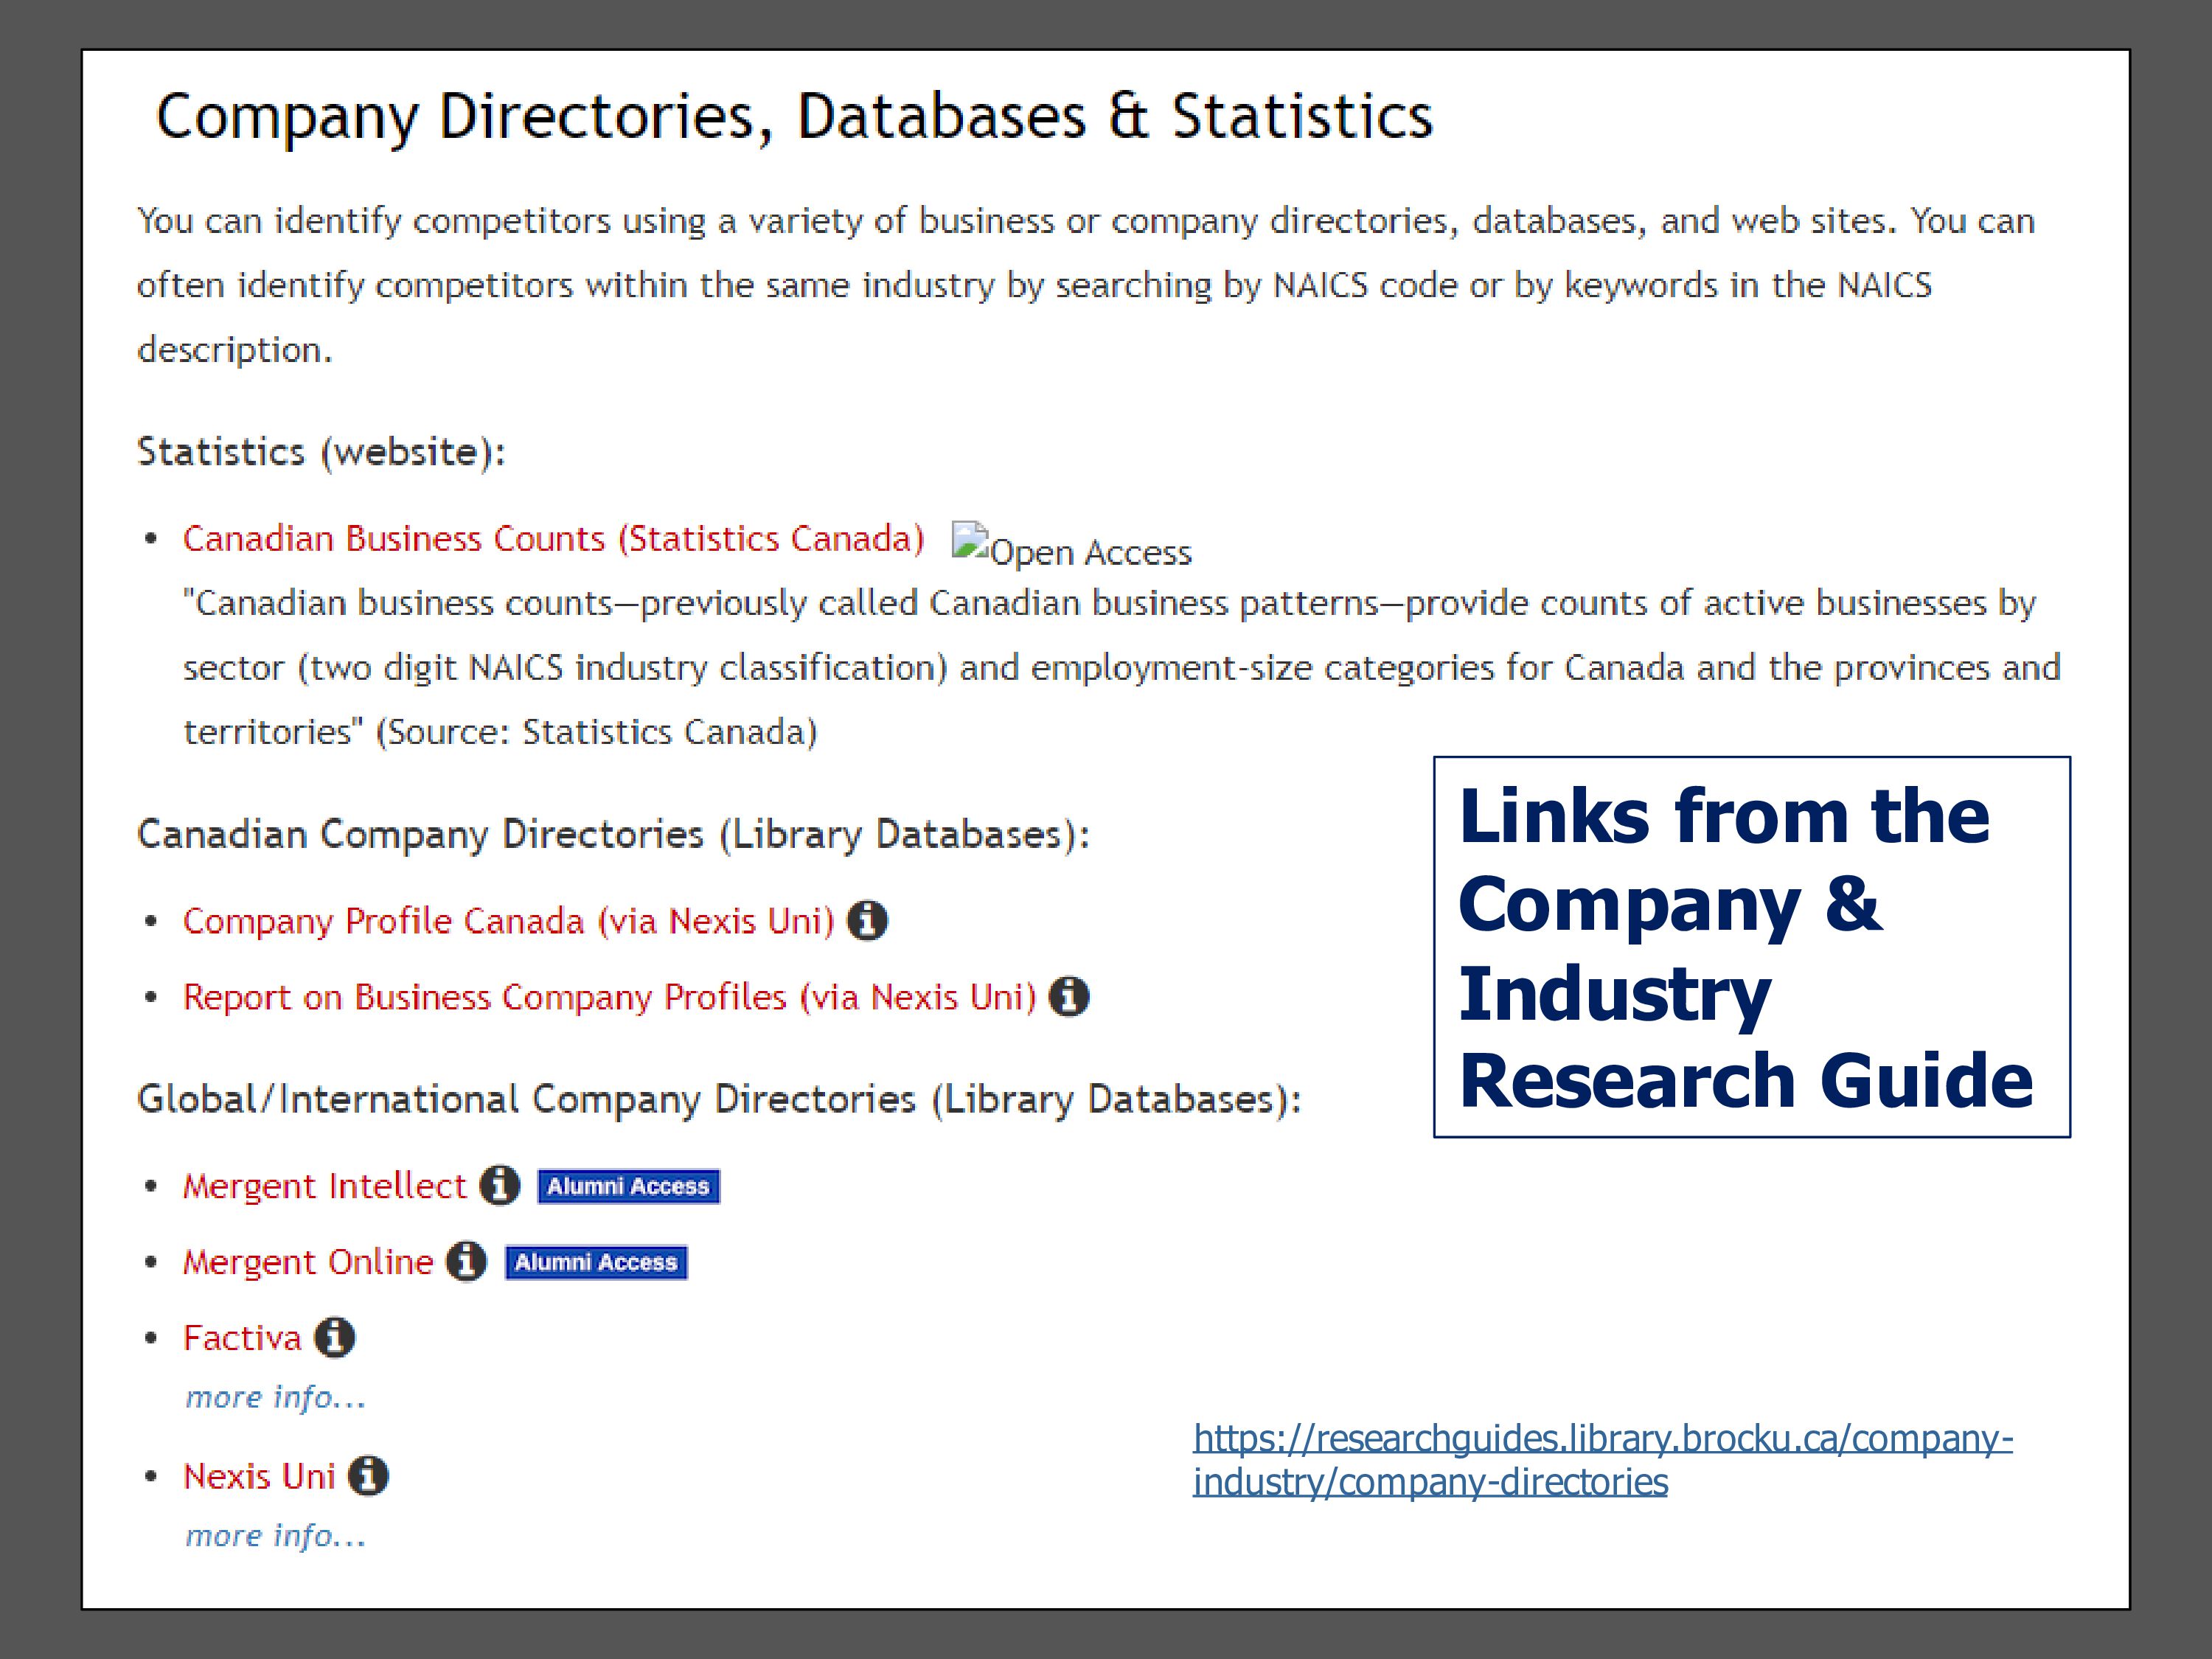 Company Directories, Databases & Statistics
You can identify competitors using a variety of business or company directories, databases, and web sites. You can
often identify competitors within the same industry by searching by NAICS code or by keywords in the NAICS
description.
Statistics (website):
• Canadian Business Counts (Statistics Canada) Open Access
"Canadian business counts—previously called Canadian business patterns—provide counts of active businesses by
sector (two digit NAICS industry classification) and employment-size categories for Canada and the provinces and
territories" (Source: Statistics Canada)
Canadian Company Directories (Library Databases):
• Company Profile Canada (via Nexis Uni)
• Report on Business Company Profiles (via Nexis Uni)
Global/International Company Directories (Library Databases):
• Mergent Intellect Alumni Access
• Mergent Online Alumni Access
• Factiva
more info...
• Nexis Uni
more info...
Links from the
Company &
Industry
Research Guide
https://researchguides.library.brocku.ca/company-
industry/company-directories